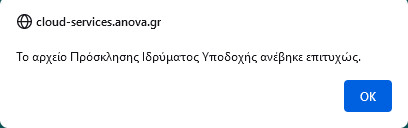 cloud-services.anova.gr
Το αρχείο Πρόσκλησης Ιδρύματος Υποδοχής ανέβηκε επιτυχώς.
OK